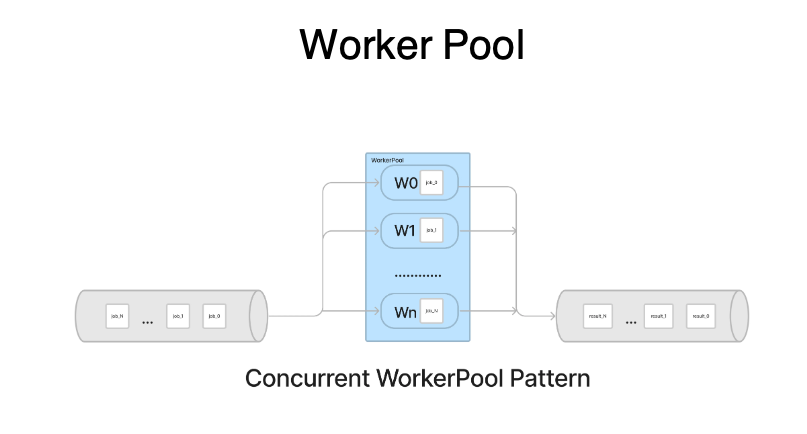 Worker Pool
WorkerPool
W0 job_0
W1 job_1
............
Wn job_N
job_N ... job_1 job_0
result_N ... result_1 result_0
Concurrent WorkerPool Pattern